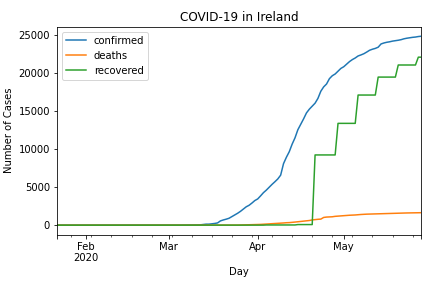 COVID-19 in Ireland
confirmed
deaths
recovered
25000
20000
15000
10000
5000
0
Number of Cases
Feb
2020
Mar
Apr
May
Day